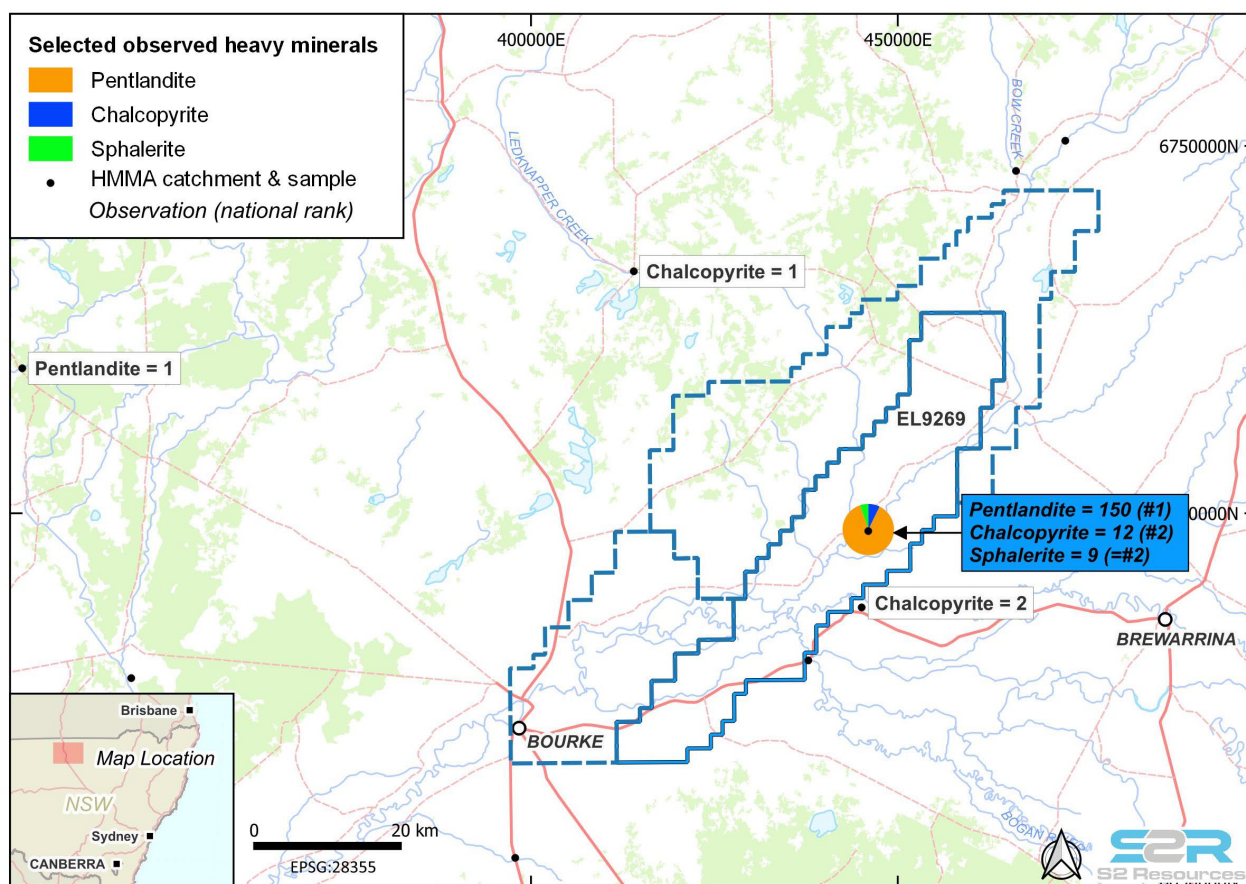 Selected observed heavy minerals
Pentlandite
Chalcopyrite
Sphalerite
HMMA catchment & sample
Observation (national rank)
400000E
450000E
6750000N
BOW CREEK
LEDKNAPPER CREEK
Chalcopyrite = 1
Pentlandite = 1
EL9269
Pentlandite = 150 (#1)
Chalcopyrite = 12 (#2)
Sphalerite = 9 (=#2)
0000N
Chalcopyrite = 2
BREWARRINA
BOURKE
Brisbane
Map Location
NSW
Sydney
CANBERRA
0
20 km
EPSG:28355
BOGAN
S2R
S2 Resources